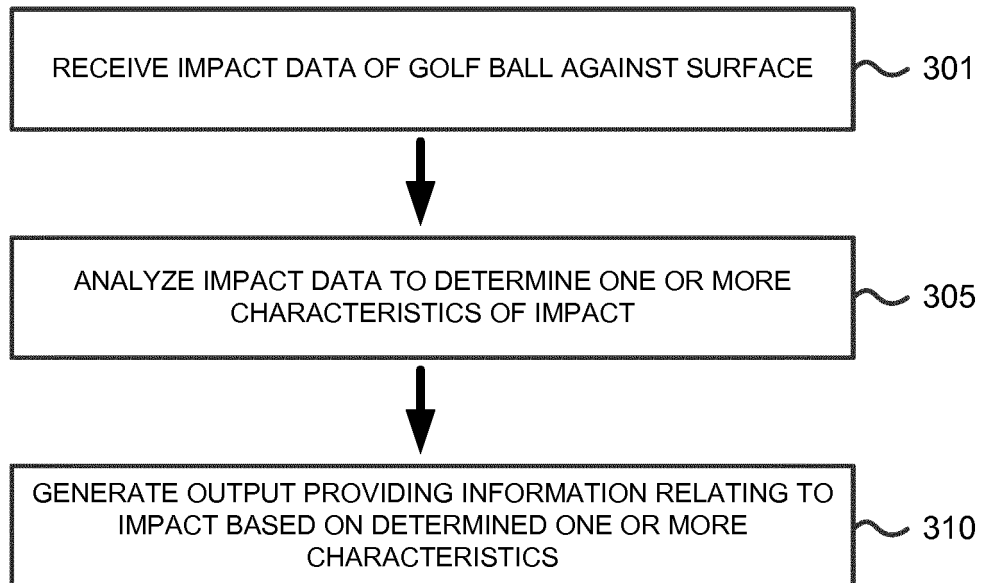 RECEIVE IMPACT DATA OF GOLF BALL AGAINST SURFACE
301
ANALYZE IMPACT DATA TO DETERMINE ONE OR MORE
CHARACTERISTICS OF IMPACT
305
GENERATE OUTPUT PROVIDING INFORMATION RELATING TO
IMPACT BASED ON DETERMINED ONE OR MORE
CHARACTERISTICS
310